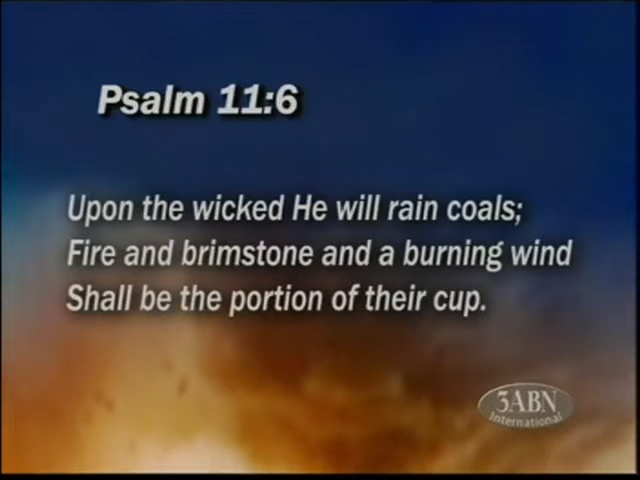 Psalm 11:6
Upon the wicked He will rain coals;
Fire and brimstone and a burning wind
Shall be the portion of their cup.
3ABN
International